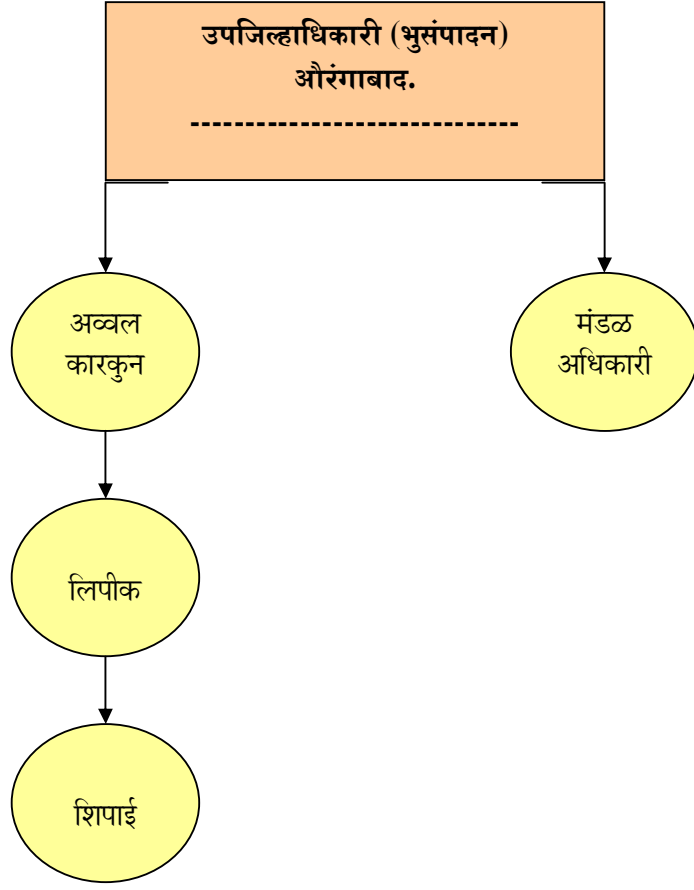 उपजिल्हाधिकारी (भुसंपादन)
औरंगाबाद.
------------------------------
अव्वल
कारकुन
मंडळ
अधिकारी
लिपीक
शिपाई